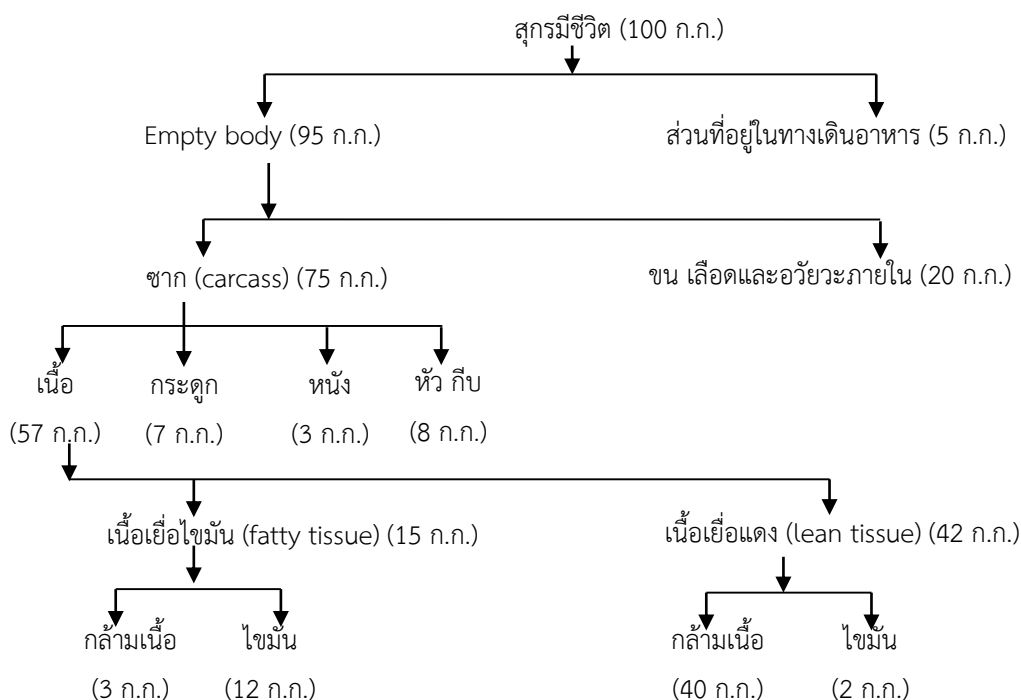 สุกรมีชีวิต (100 ก.ก.)
Empty body (95 ก.ก.) ส่วนที่อยู่ในทางเดินอาหาร (5 ก.ก.)
ซาก (carcass) (75 ก.ก.) ขน เลือดและอวัยวะภายใน (20 ก.ก.)
เนื้อ กระดูก หนัง หัว กีบ
(57 ก.ก.) (7 ก.ก.) (3 ก.ก.) (8 ก.ก.)
เนื้อเยื่อไขมัน (fatty tissue) (15 ก.ก.) เนื้อเยื่อแดง (lean tissue) (42 ก.ก.)
กล้ามเนื้อ ไขมัน กล้ามเนื้อ ไขมัน
(3 ก.ก.) (12 ก.ก.) (40 ก.ก.) (2 ก.ก.)